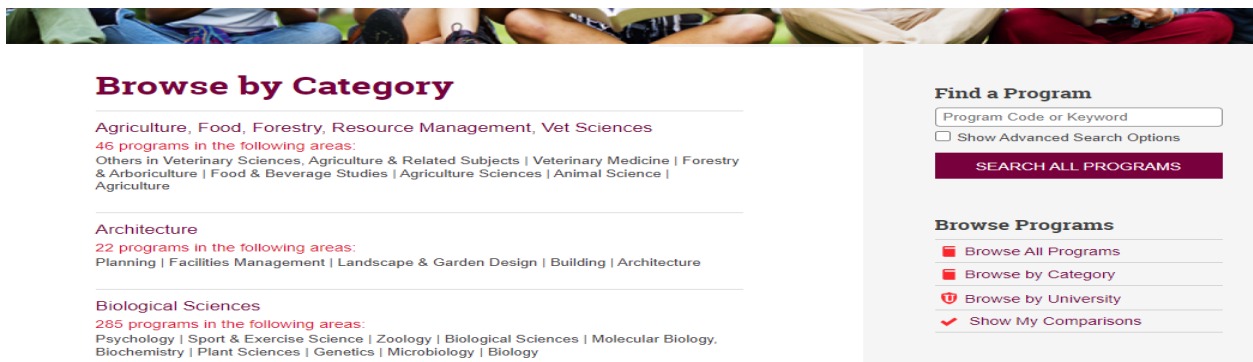 Browse by Category
Agriculture, Food, Forestry, Resource Management, Vet Sciences
46 programs in the following areas:
Others in Veterinary Sciences, Agriculture & Related Subjects | Veterinary Medicine | Forestry
& Arboriculture | Food & Beverage Studies | Agriculture Sciences | Animal Science |
Agriculture
Architecture
22 programs in the following areas:
Planning | Facilities Management | Landscape & Garden Design | Building | Architecture
Biological Sciences
285 programs in the following areas:
Psychology | Sport & Exercise Science | Zoology | Biological Sciences | Molecular Biology,
Biochemistry | Plant Sciences | Genetics | Microbiology | Biology
Find a Program
Program Code or Keyword
Show Advanced Search Options
SEARCH ALL PROGRAMS
Browse Programs
Browse All Programs
Browse by Category
Browse by University
Show My Comparisons